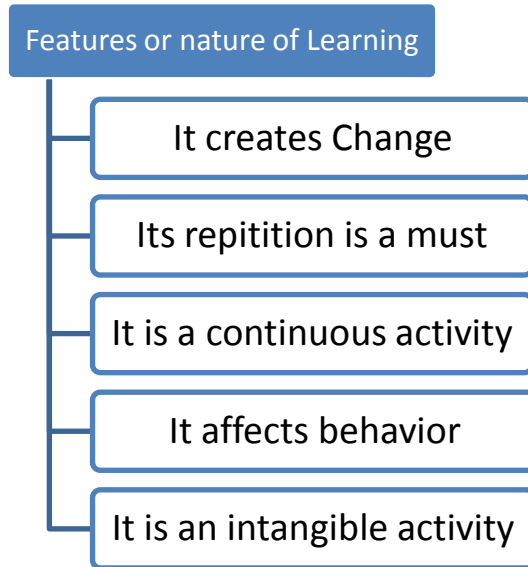 Features or nature of Learning
It creates Change
Its repitition is a must
It is a continuous activity
It affects behavior
It is an intangible activity